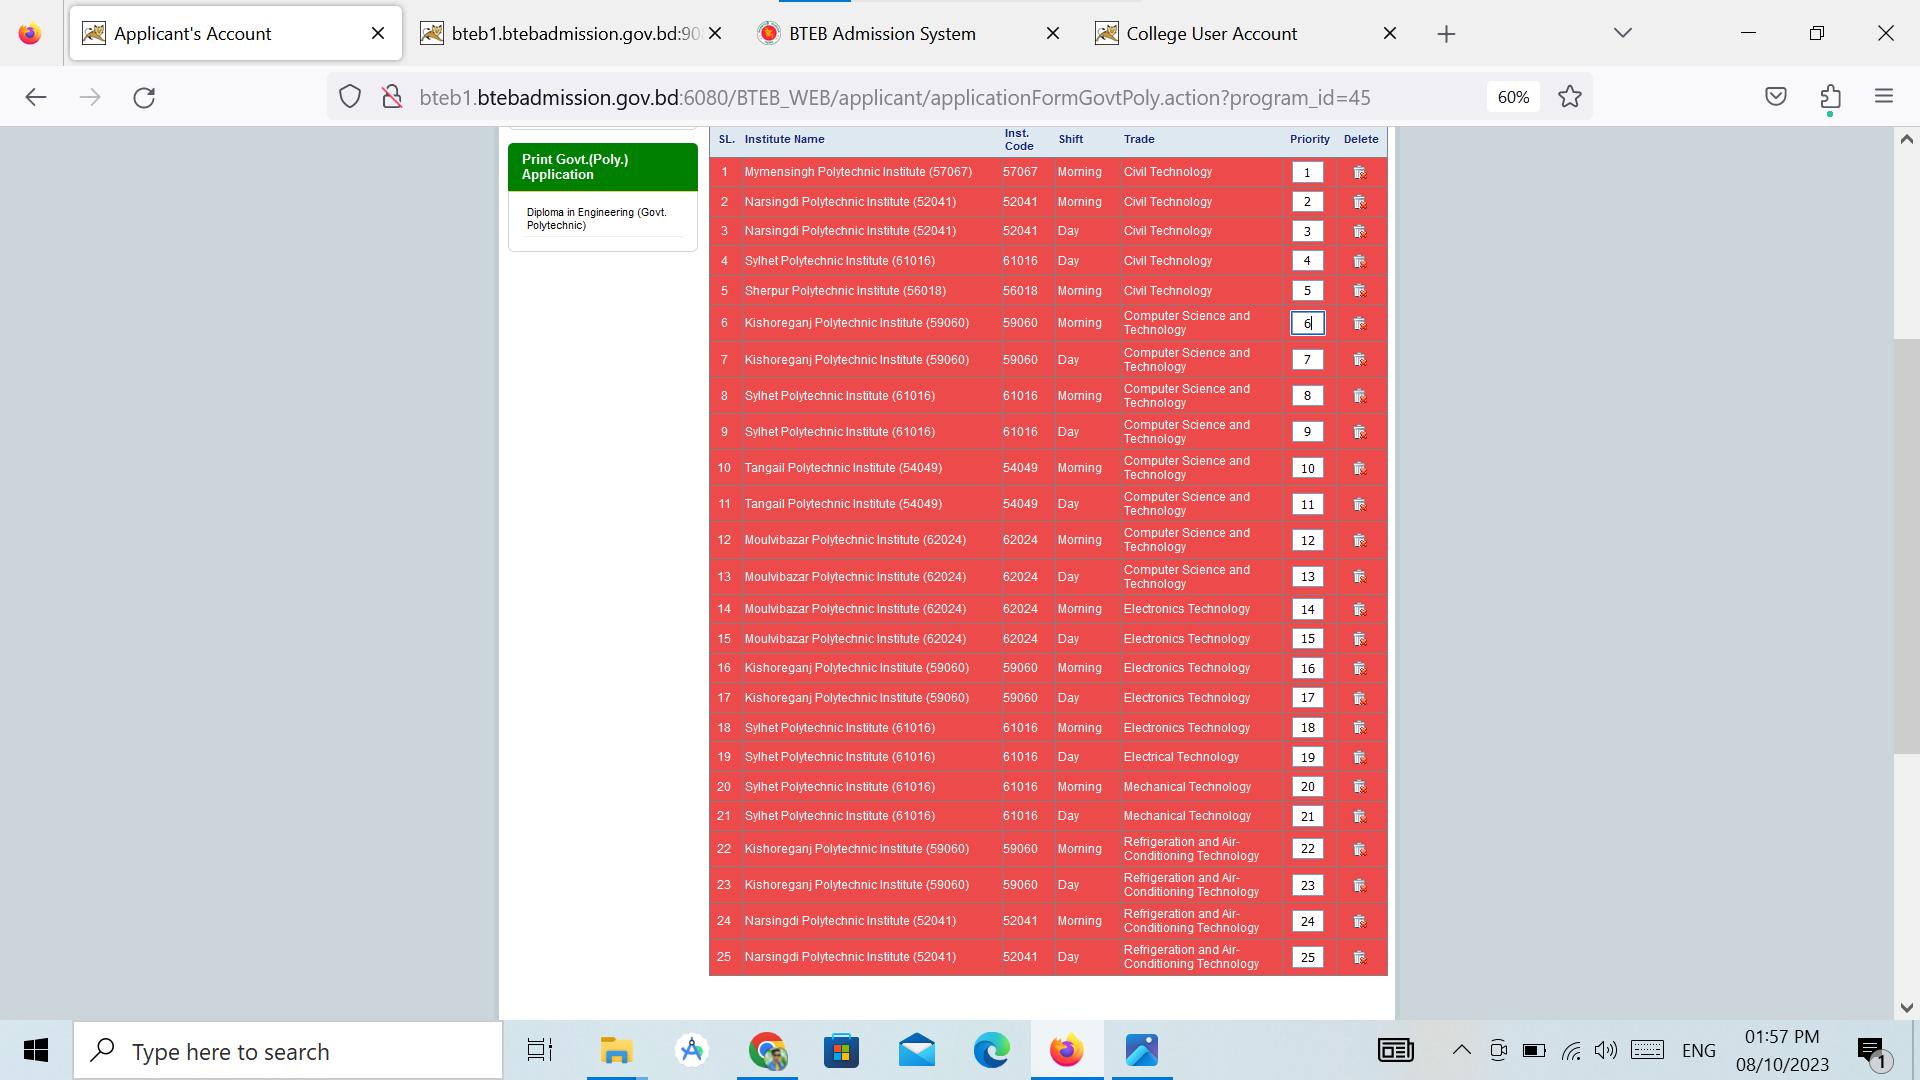 Applicant's Account
bteb1.btebadmission.gov.bd:908
BTEB Admission System
College User Account
bteb1.btebadmission.gov.bd:6080/BTEB_WEB/applicant/applicationFormGovtPoly.action?program_id=45
60%
Print Govt.(Poly.)
Application
Diploma in Engineering (Govt.
Polytechnic)
SL. Institute Name Inst. Code Shift Trade Priority Delete
1 Mymensingh Polytechnic Institute (57067) 57067 Morning Civil Technology 1
2 Narsingdi Polytechnic Institute (52041) 52041 Morning Civil Technology 2
3 Narsingdi Polytechnic Institute (52041) 52041 Day Civil Technology 3
4 Sylhet Polytechnic Institute (61016) 61016 Day Civil Technology 4
5 Sherpur Polytechnic Institute (56018) 56018 Morning Civil Technology 5
6 Kishoreganj Polytechnic Institute (59060) 59060 Morning Computer Science and Technology 6
7 Kishoreganj Polytechnic Institute (59060) 59060 Day Computer Science and Technology 7
8 Sylhet Polytechnic Institute (61016) 61016 Morning Computer Science and Technology 8
9 Sylhet Polytechnic Institute (61016) 61016 Day Computer Science and Technology 9
10 Tangail Polytechnic Institute (54049) 54049 Morning Computer Science and Technology 10
11 Tangail Polytechnic Institute (54049) 54049 Day Computer Science and Technology 11
12 Moulvibazar Polytechnic Institute (62024) 62024 Morning Computer Science and Technology 12
13 Moulvibazar Polytechnic Institute (62024) 62024 Day Computer Science and Technology 13
14 Moulvibazar Polytechnic Institute (62024) 62024 Morning Electronics Technology 14
15 Moulvibazar Polytechnic Institute (62024) 62024 Day Electronics Technology 15
16 Kishoreganj Polytechnic Institute (59060) 59060 Morning Electronics Technology 16
17 Kishoreganj Polytechnic Institute (59060) 59060 Day Electronics Technology 17
18 Sylhet Polytechnic Institute (61016) 61016 Morning Electronics Technology 18
19 Sylhet Polytechnic Institute (61016) 61016 Day Electrical Technology 19
20 Sylhet Polytechnic Institute (61016) 61016 Morning Mechanical Technology 20
21 Sylhet Polytechnic Institute (61016) 61016 Day Mechanical Technology 21
22 Kishoreganj Polytechnic Institute (59060) 59060 Morning Refrigeration and Air-Conditioning Technology 22
23 Kishoreganj Polytechnic Institute (59060) 59060 Day Refrigeration and Air-Conditioning Technology 23
24 Narsingdi Polytechnic Institute (52041) 52041 Morning Refrigeration and Air-Conditioning Technology 24
25 Narsingdi Polytechnic Institute (52041) 52041 Day Refrigeration and Air-Conditioning Technology 25
Type here to search
ENG
01:57 PM
08/10/2023
1